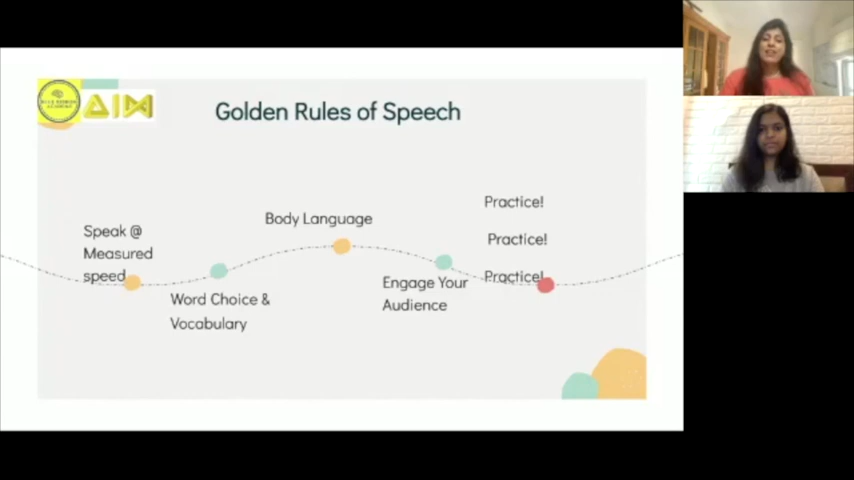 AIM
Golden Rules of Speech
Speak @
Measured
speed
Word Choice &
Vocabulary
Body Language
Engage Your
Audience
Practice!
Practice!
Practice!